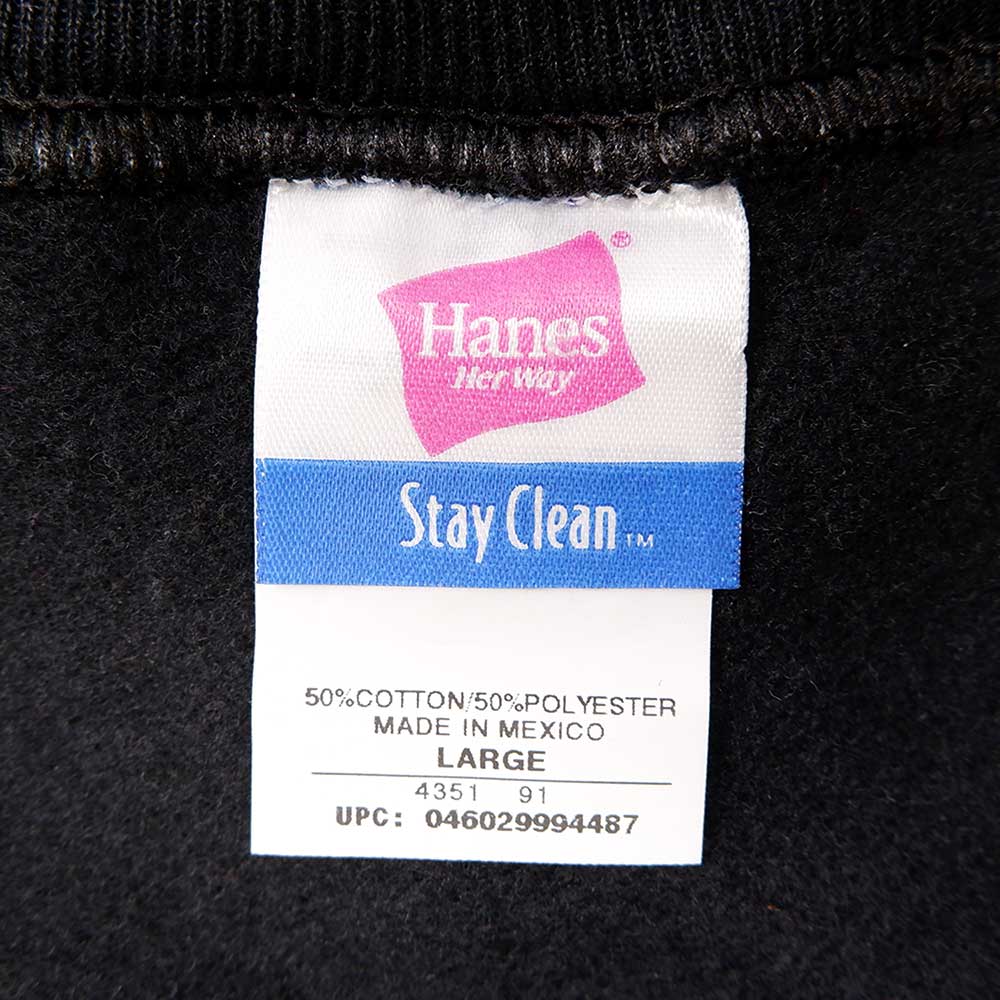 Hanes®
Her Way
Stay Clean™
50%COTTON/50%POLYESTER
MADE IN MEXICO
LARGE
4351 91
UPC: 046029994487